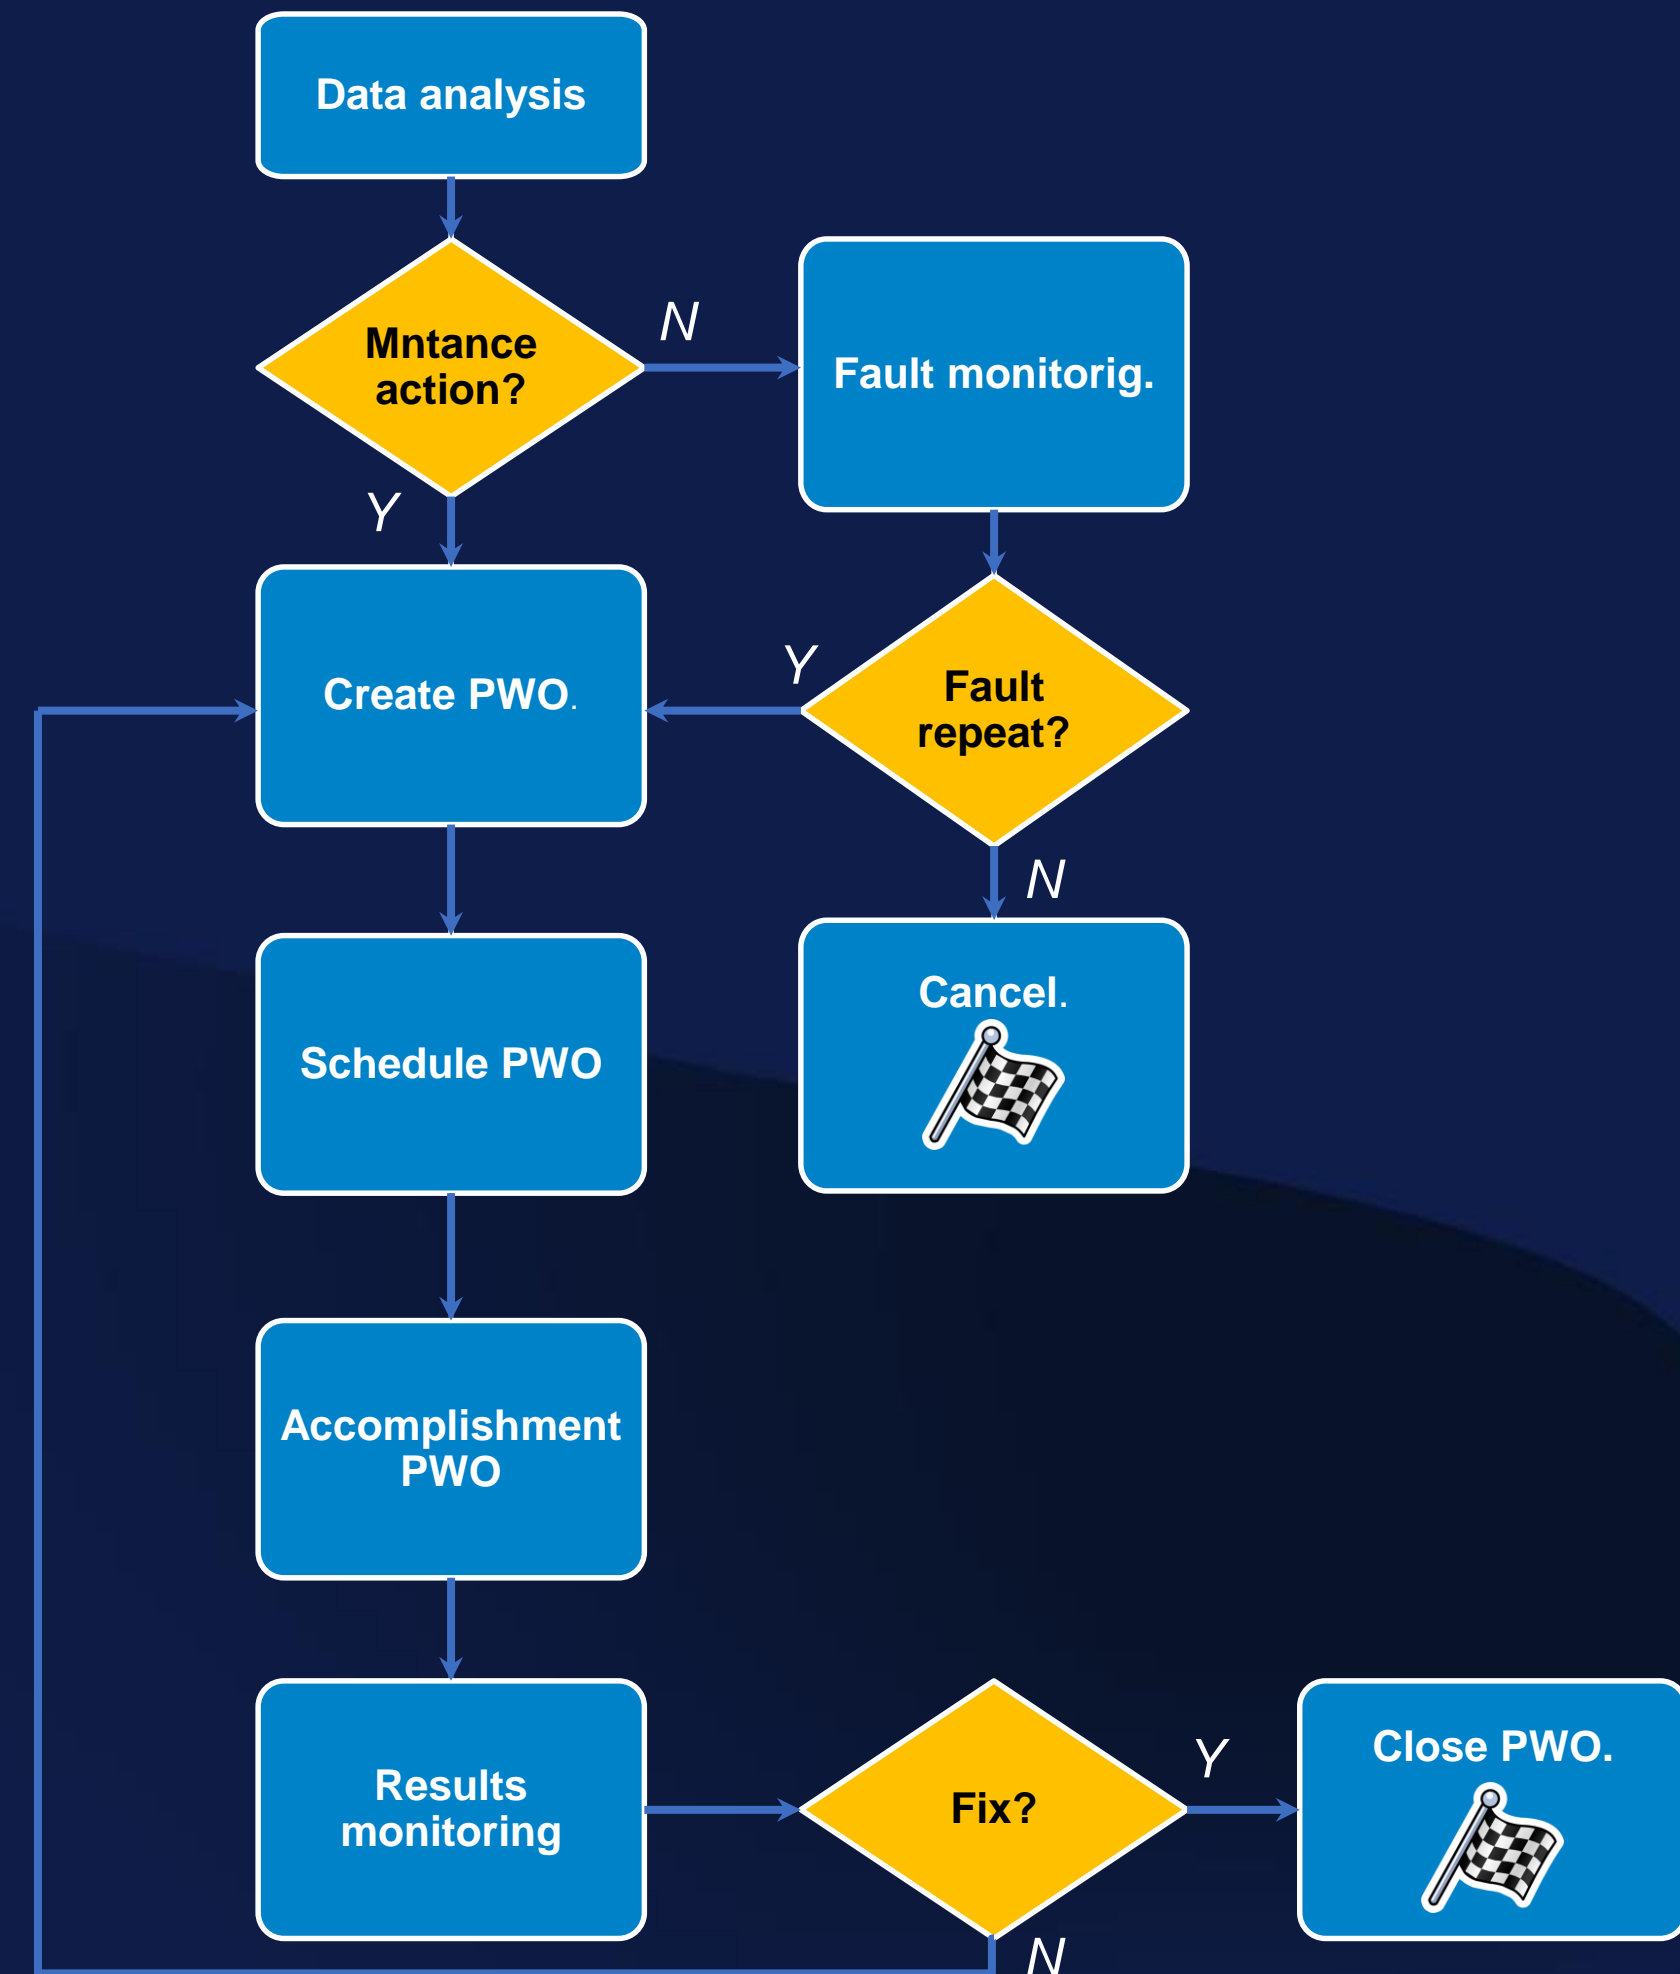 Data analysis
Mntance
action?
N
Fault monitorig.
Y
Create PWO.
Y
Fault
repeat?
N
Schedule PWO
Cancel.
Accomplishment
PWO
Results
monitoring
Fix?
Y
Close PWO.
N